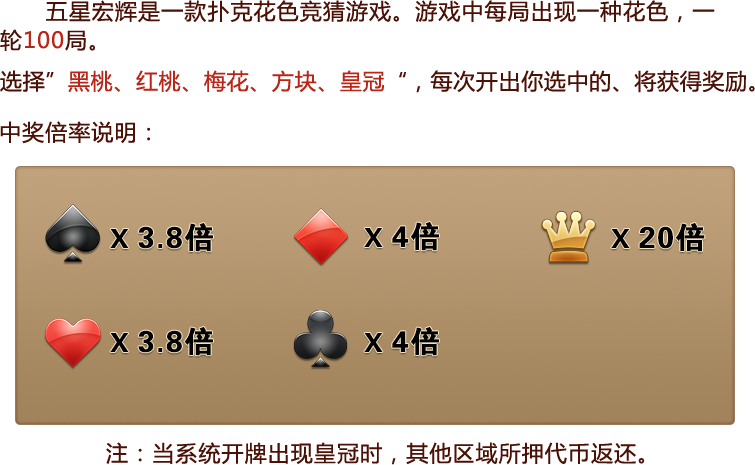 五星宏辉是一款扑克花色竞猜游戏。游戏中每局出现一种花色，一
轮100局。
选择”黑桃、红桃、梅花、方块、皇冠“，每次开出你选中的、将获得奖励。
中奖倍率说明：
X 3.8倍 X 4倍 X 20倍
X 3.8倍 X 4倍
注：当系统开牌出现皇冠时，其他区域所押代币返还。